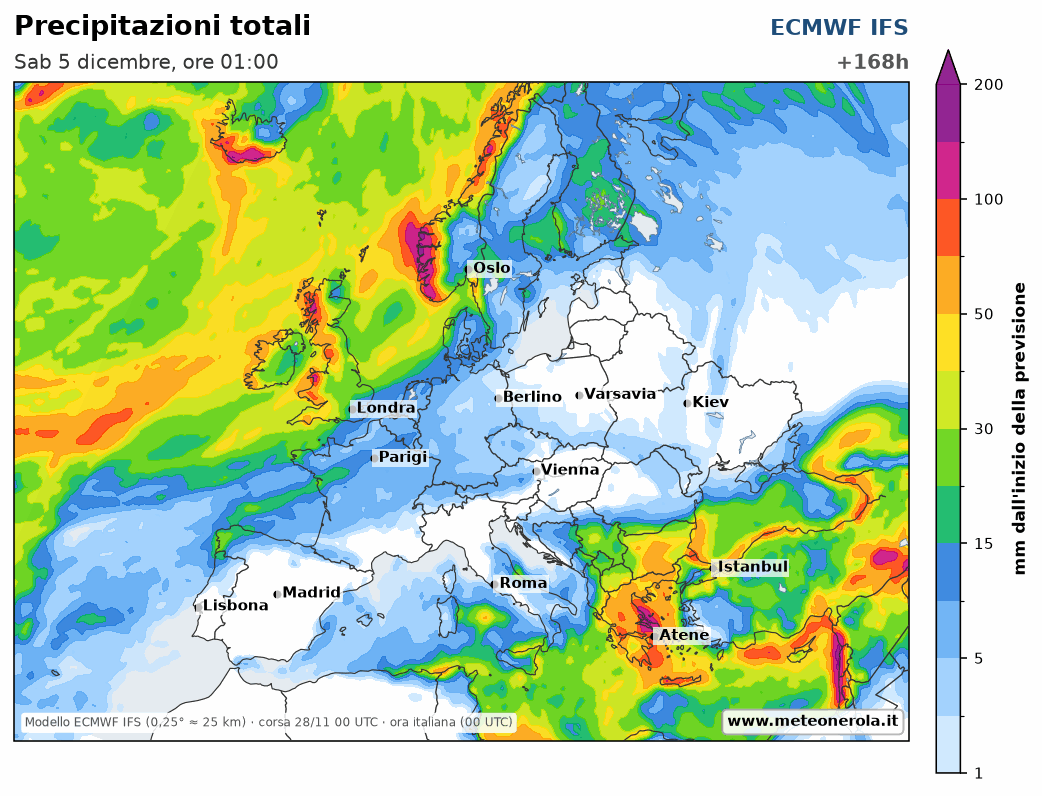 Precipitazioni totali
ECMWF IFS
Sab 5 dicembre, ore 01:00
+168h
200
100
50
30
15
5
1
mm dall'inizio della previsione
Oslo
Berlino
Varsavia
Kiev
Londra
Parigi
Vienna
Istanbul
Roma
Madrid
Lisbona
Atene
Modello ECMWF IFS (0,25° ≈ 25 km) · corsa 28/11 00 UTC · ora italiana (00 UTC)
www.meteonerola.it